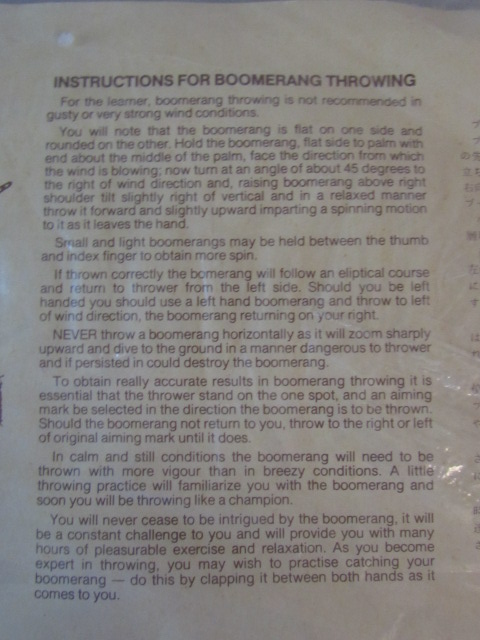 INSTRUCTIONS FOR BOOMERANG THROWING
For the learner, boomerang throwing is not recommended in
gusty or very strong wind conditions.
You will note that the boomerang is flat on one side and
rounded on the other. Hold the boomerang, flat side to palm with
end about the middle of the palm, face the direction from which
the wind is blowing; now turn at an angle of about 45 degrees to
the right of wind direction and, raising boomerang above right
shoulder tilt slightly right of vertical and in a relaxed manner
throw it forward and slightly upward imparting a spinning motion
to it as it leaves the hand.
Small and light boomerangs may be held between the thumb
and index finger to obtain more spin.
If thrown correctly the bomerang will follow an eliptical course
and return to thrower from the left side. Should you be left
handed you should use a left hand boomerang and throw to left
of wind direction, the boomerang returning on your right.
NEVER throw a boomerang horizontally as it will zoom sharply
upward and dive to the ground in a manner dangerous to thrower
and if persisted in could destroy the boomerang.
To obtain really accurate results in boomerang throwing it is
essential that the thrower stand on the one spot, and an aiming
mark be selected in the direction the boomerang is to be thrown.
Should the boomerang not return to you, throw to the right or left
of original aiming mark until it does.
In calm and still conditions the boomerang will need to be
thrown with more vigour than in breezy conditions. A little
throwing practice will familiarize you with the boomerang and
soon you will be throwing like a champion.
You will never cease to be intrigued by the boomerang, it will
be a constant challenge to you and will provide you with many
hours of pleasurable exercise and relaxation. As you become
expert in throwing, you may wish to practise catching your
boomerang — do this by clapping it between both hands as it
comes to you.